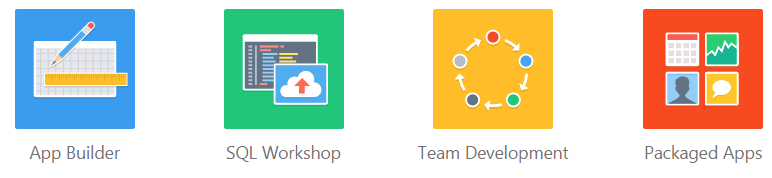 App Builder
SQL Workshop
Team Development
Packaged Apps